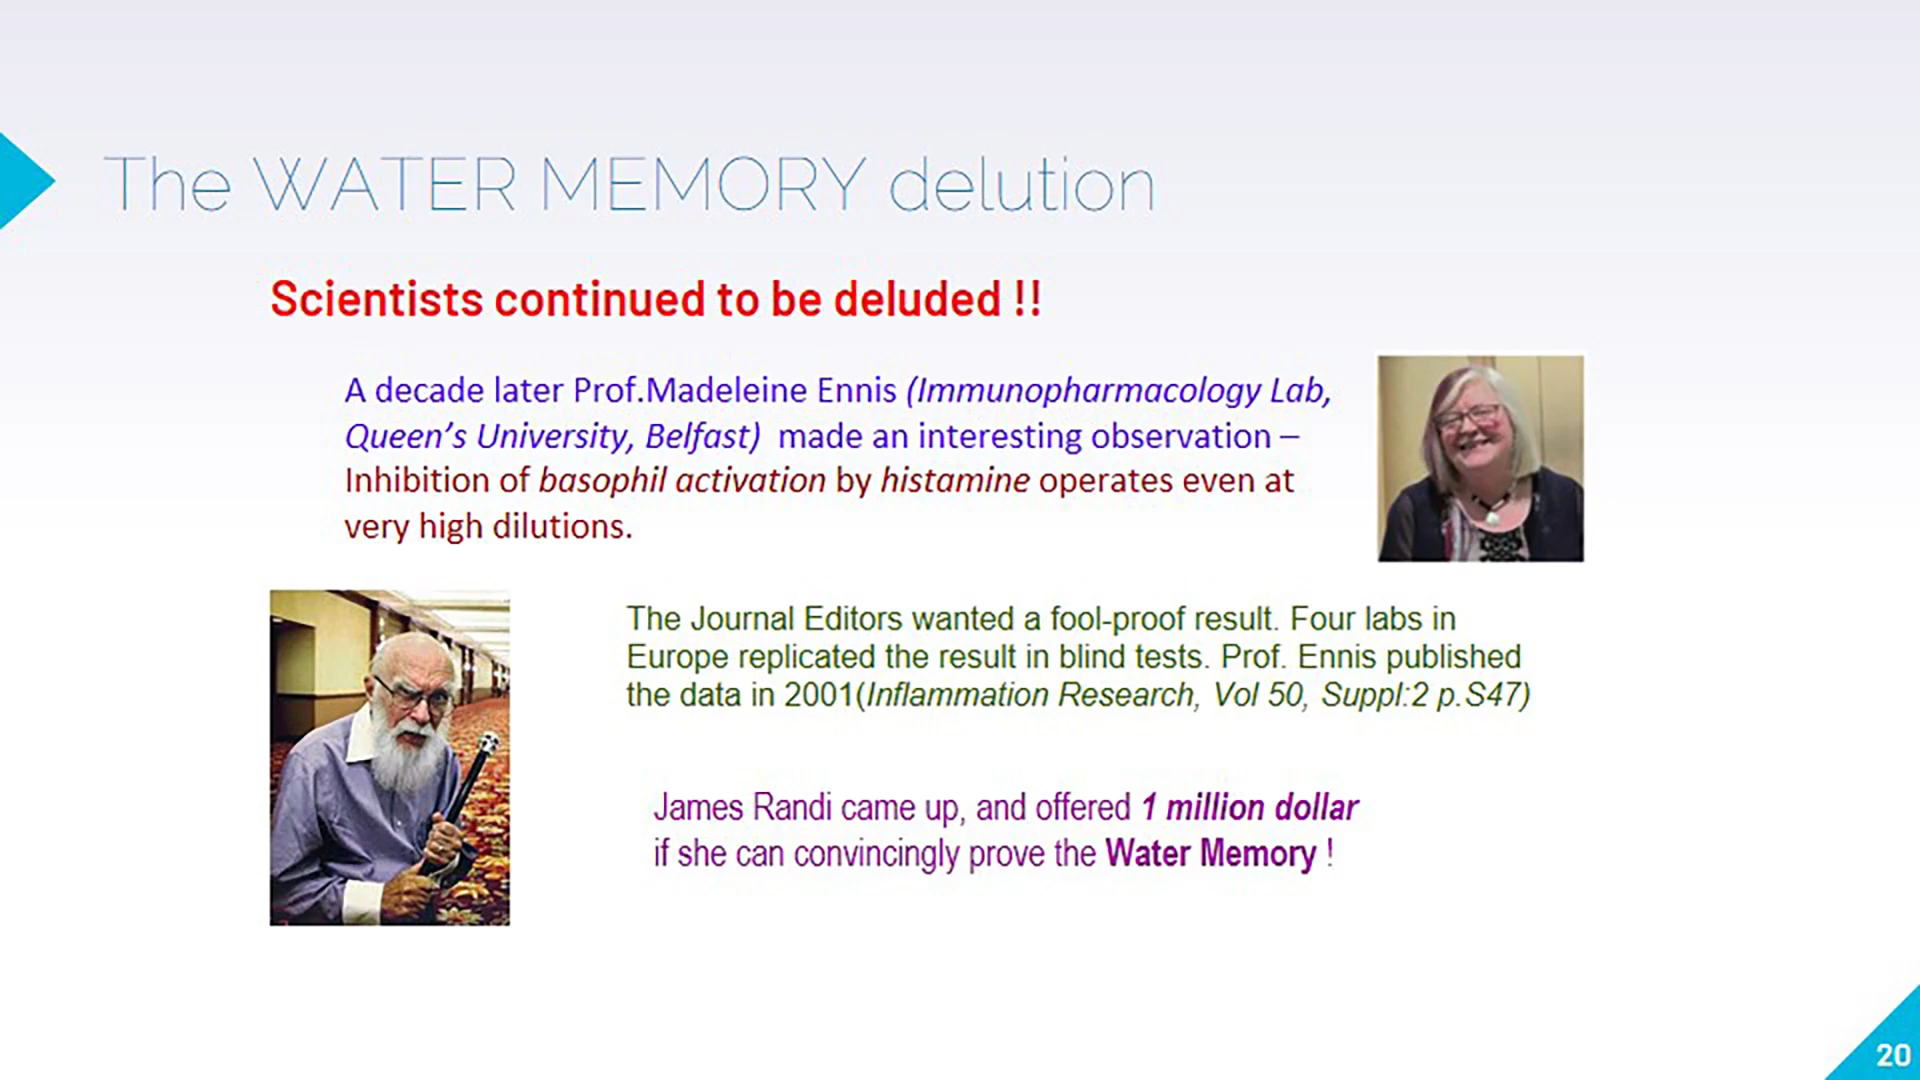 The WATER MEMORY delution
Scientists continued to be deluded !!
A decade later Prof.Madeleine Ennis (Immunopharmacology Lab,
Queen’s University, Belfast) made an interesting observation –
Inhibition of basophil activation by histamine operates even at
very high dilutions.
The Journal Editors wanted a fool-proof result. Four labs in
Europe replicated the result in blind tests. Prof. Ennis published
the data in 2001(Inflammation Research, Vol 50, Suppl:2 p.S47)
James Randi came up, and offered 1 million dollar
if she can convincingly prove the Water Memory !
20